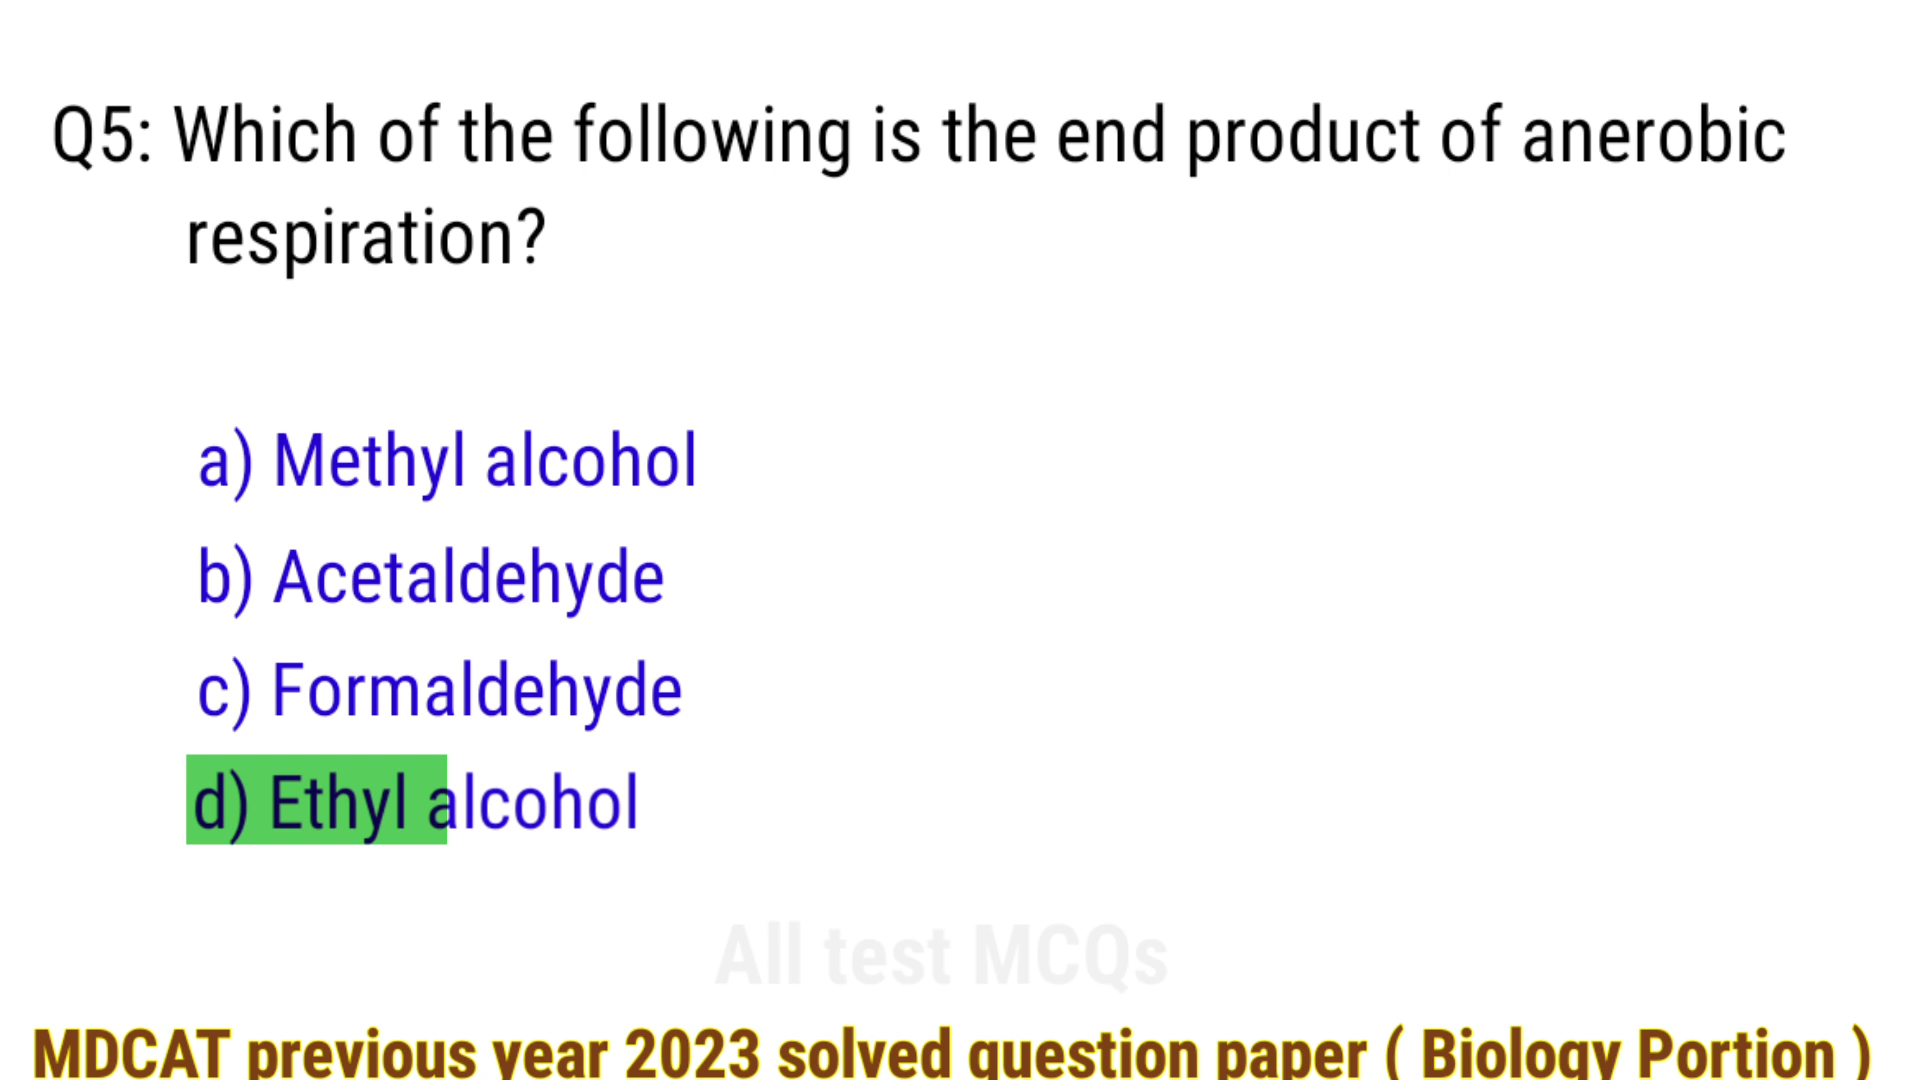 Q5: Which of the following is the end product of anerobic
respiration?
a) Methyl alcohol
b) Acetaldehyde
c) Formaldehyde
d) Ethyl alcohol
All test MCQs
MDCAT previous year 2023 solved question paper ( Biology Portion )